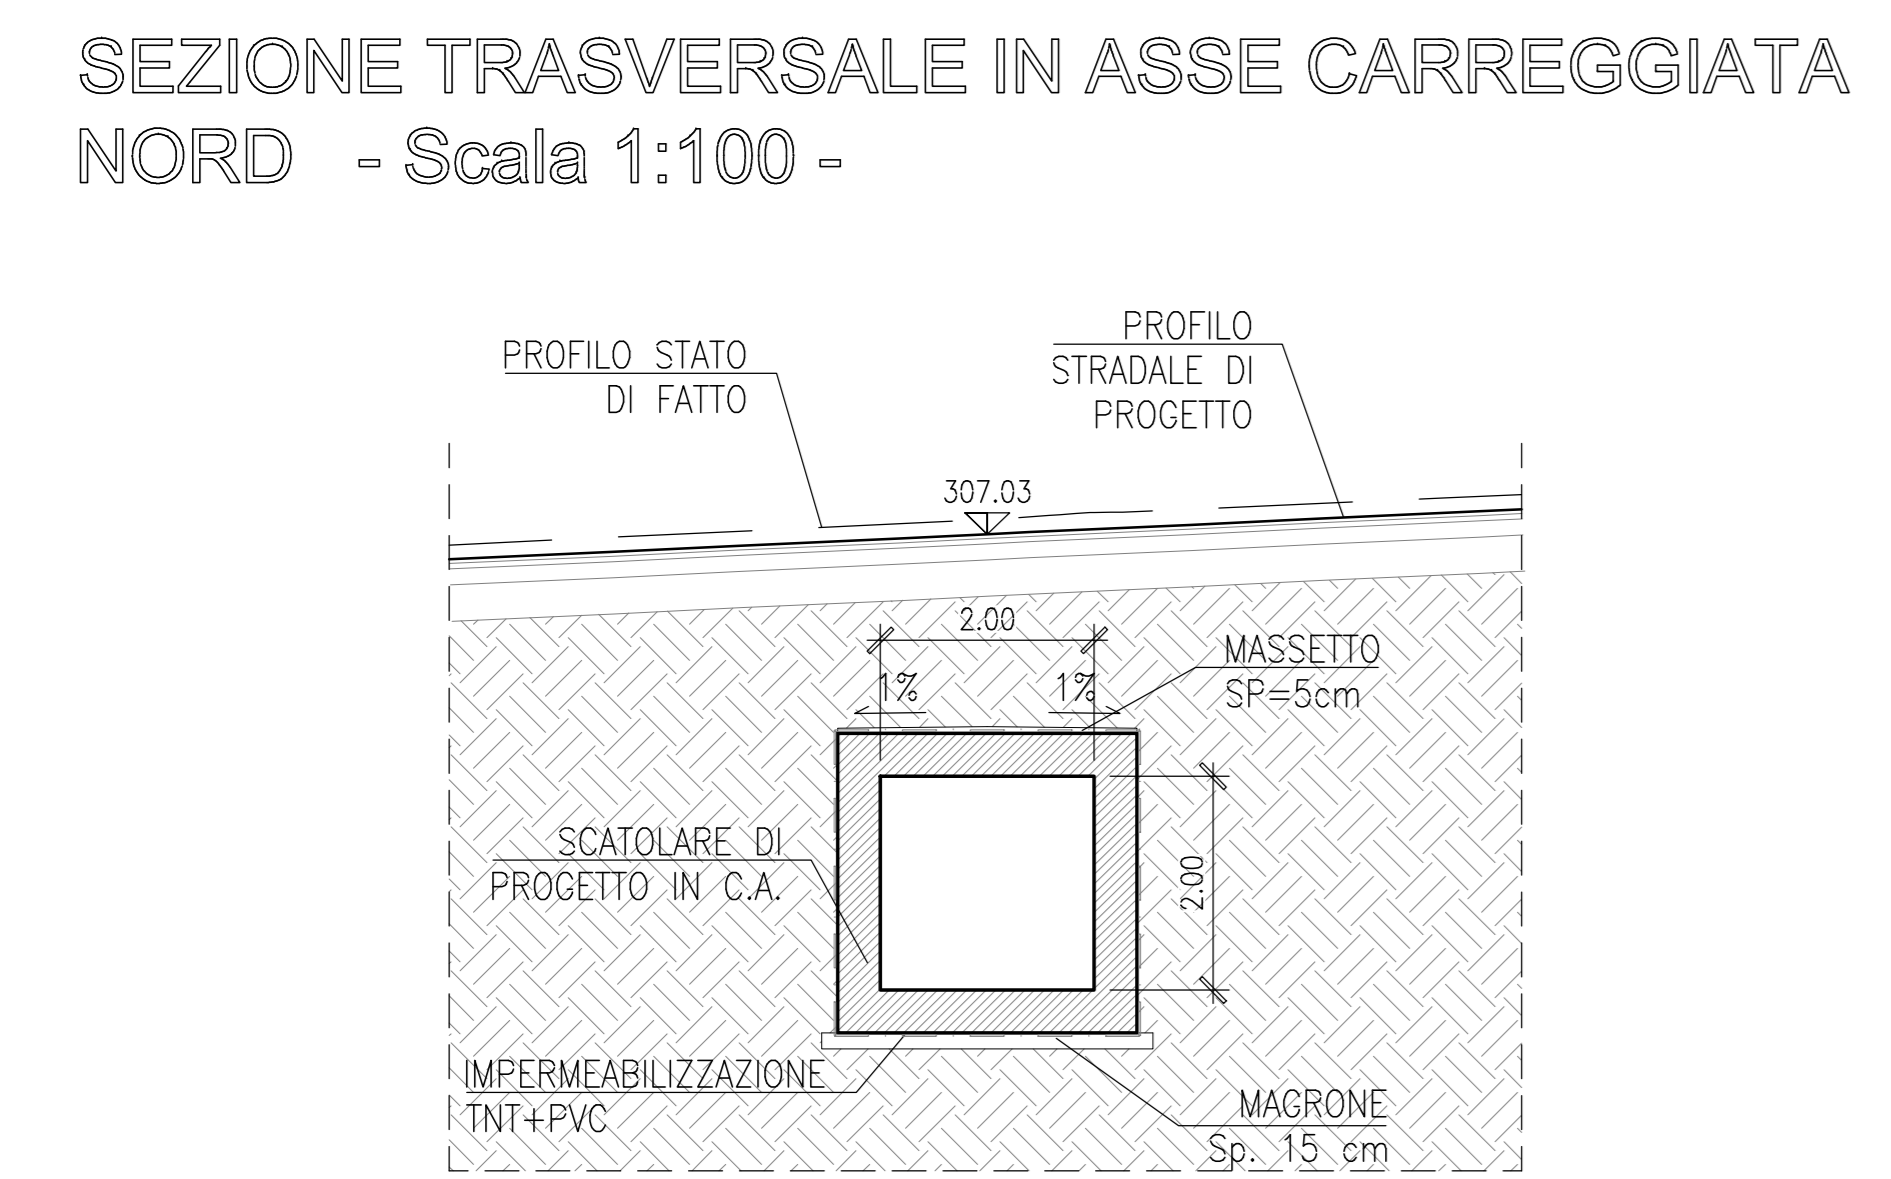 SEZIONE TRASVERSALE IN ASSE CARREGGIATA
NORD - Scala 1:100 -
PROFILO STATO
DI FATTO
PROFILO
STRADALE DI
PROGETTO
307.03
2.00
1%
1%
MASSETTO
SP=5cm
SCATOLARE DI
PROGETTO IN C.A.
2.00
IMPERMEABILIZZAZIONE
TNT+PVC
MAGRONE
Sp. 15 cm